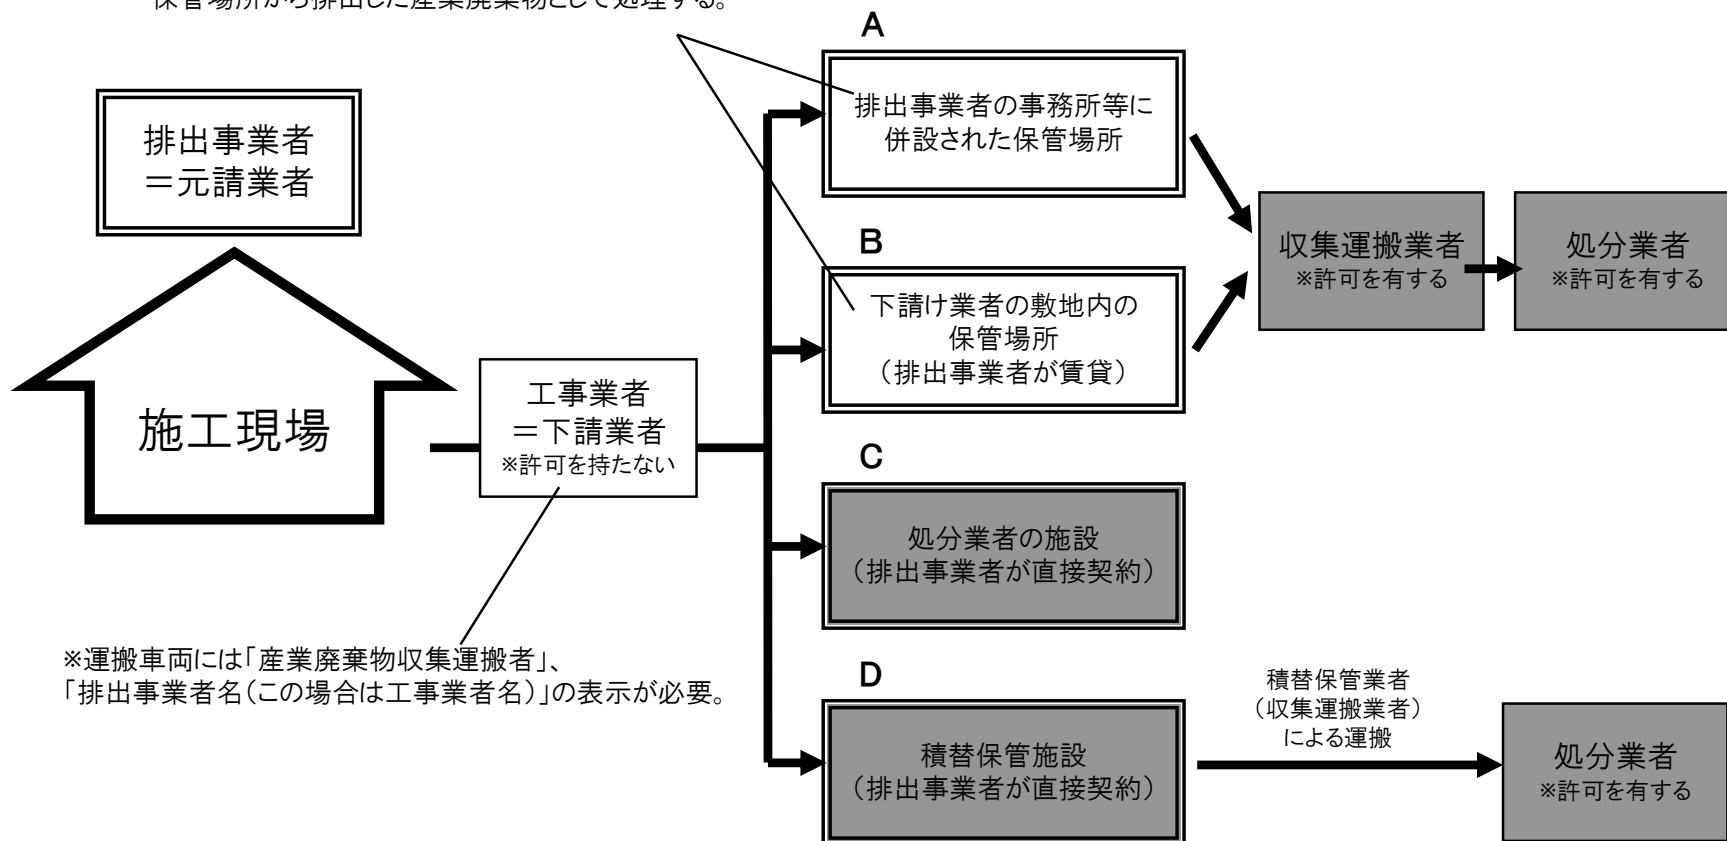 保管場所から排出した産業廃棄物として処理する。
排出事業者
＝元請業者
施工現場
工事業者
＝下請業者
※許可を持たない
※運搬車両には「産業廃棄物収集運搬者」、
「排出事業者名（この場合は工事業者名）」の表示が必要。
A
排出事業者の事務所等に
併設された保管場所
B
下請け業者の敷地内の
保管場所
（排出事業者が賃貸）
収集運搬業者
※許可を有する
処分業者
※許可を有する
C
処分業者の施設
（排出事業者が直接契約）
D
積替保管施設
（排出事業者が直接契約）
積替保管業者
（収集運搬業者）
による運搬
処分業者
※許可を有する